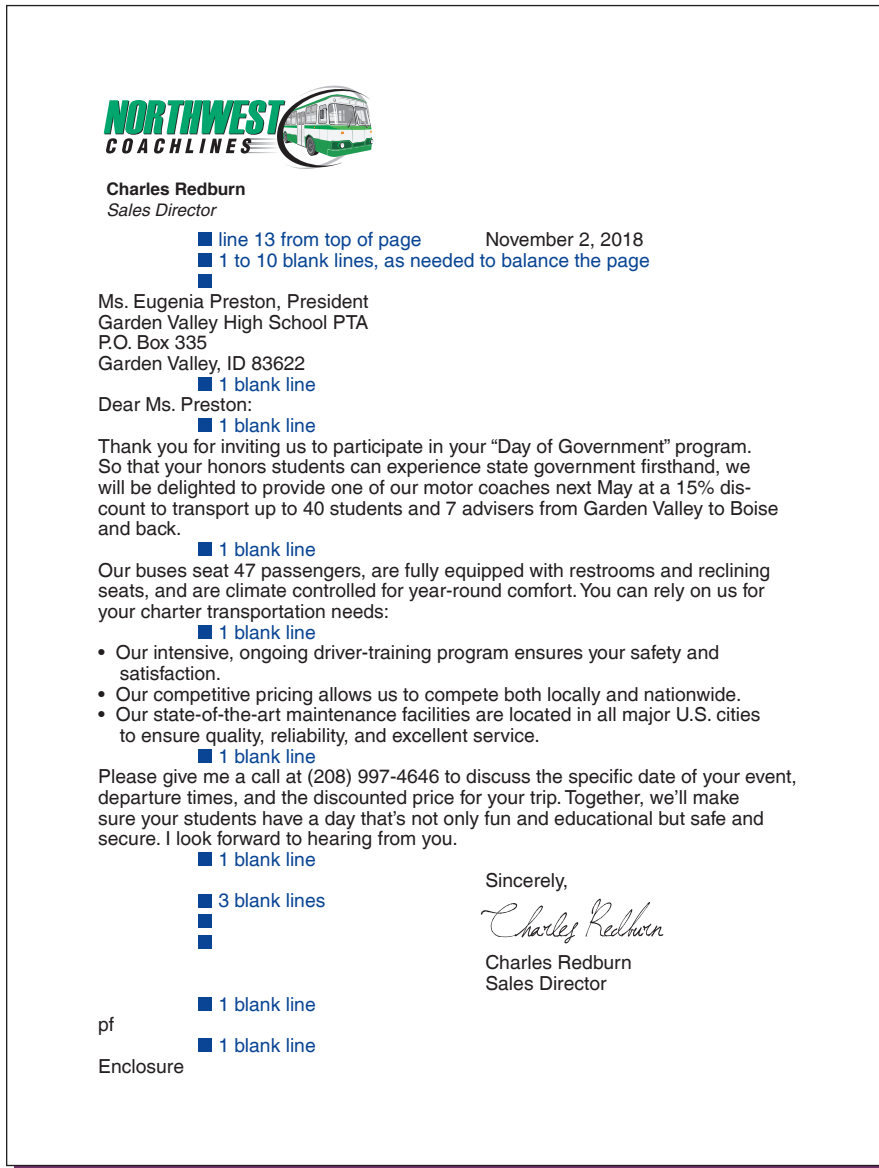 NORTHWEST
COACHLINES
Charles Redburn
Sales Director
■ line 13 from top of page November 2, 2018
■ 1 to 10 blank lines, as needed to balance the page
■
Ms. Eugenia Preston, President
Garden Valley High School PTA
P.O. Box 335
Garden Valley, ID 83622
■ 1 blank line
Dear Ms. Preston:
■ 1 blank line
Thank you for inviting us to participate in your “Day of Government” program.
So that your honors students can experience state government firsthand, we
will be delighted to provide one of our motor coaches next May at a 15% dis-
count to transport up to 40 students and 7 advisers from Garden Valley to Boise
and back.
■ 1 blank line
Our buses seat 47 passengers, are fully equipped with restrooms and reclining
seats, and are climate controlled for year-round comfort. You can rely on us for
your charter transportation needs:
■ 1 blank line
• Our intensive, ongoing driver-training program ensures your safety and
satisfaction.
• Our competitive pricing allows us to compete both locally and nationwide.
• Our state-of-the-art maintenance facilities are located in all major U.S. cities
to ensure quality, reliability, and excellent service.
■ 1 blank line
Please give me a call at (208) 997-4646 to discuss the specific date of your event,
departure times, and the discounted price for your trip. Together, we’ll make
sure your students have a day that’s not only fun and educational but safe and
secure. I look forward to hearing from you.
■ 1 blank line
Sincerely,
■ 3 blank lines
■ Charles Redburn
■
Charles Redburn
Sales Director
■ 1 blank line
pf
■ 1 blank line
Enclosure